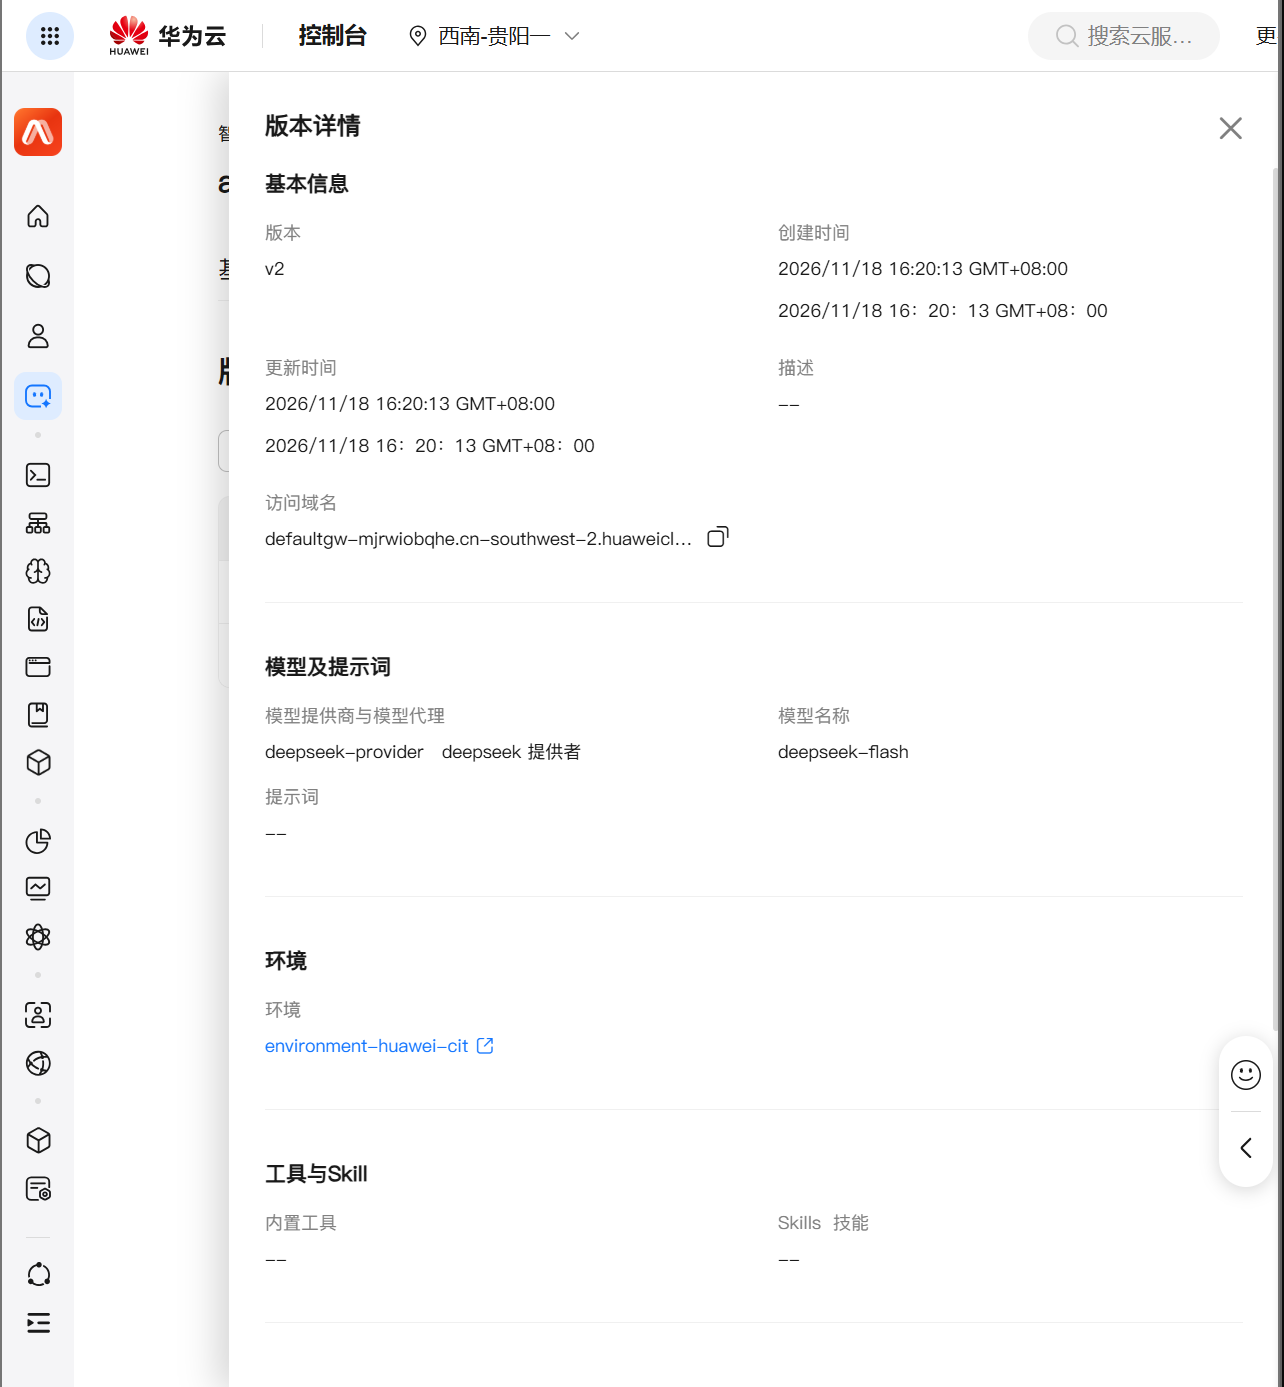 HUAWEI 华为云 控制台 西南-贵阳一 搜索云服... 更
版本详情
基本信息
版本 创建时间
v2 2026/11/18 16:20:13 GMT+08:00
2026/11/18 16：20：13 GMT+08：00
更新时间 描述
2026/11/18 16:20:13 GMT+08:00 --
2026/11/18 16：20：13 GMT+08：00
访问域名
defaultgw-mjrwiobqhe.cn-southwest-2.huaweicl...
模型及提示词
模型提供商与模型代理 模型名称
deepseek-provider deepseek 提供者 deepseek-flash
提示词
--
环境
环境
environment-huawei-cit
工具与Skill
内置工具 Skills 技能
-- --